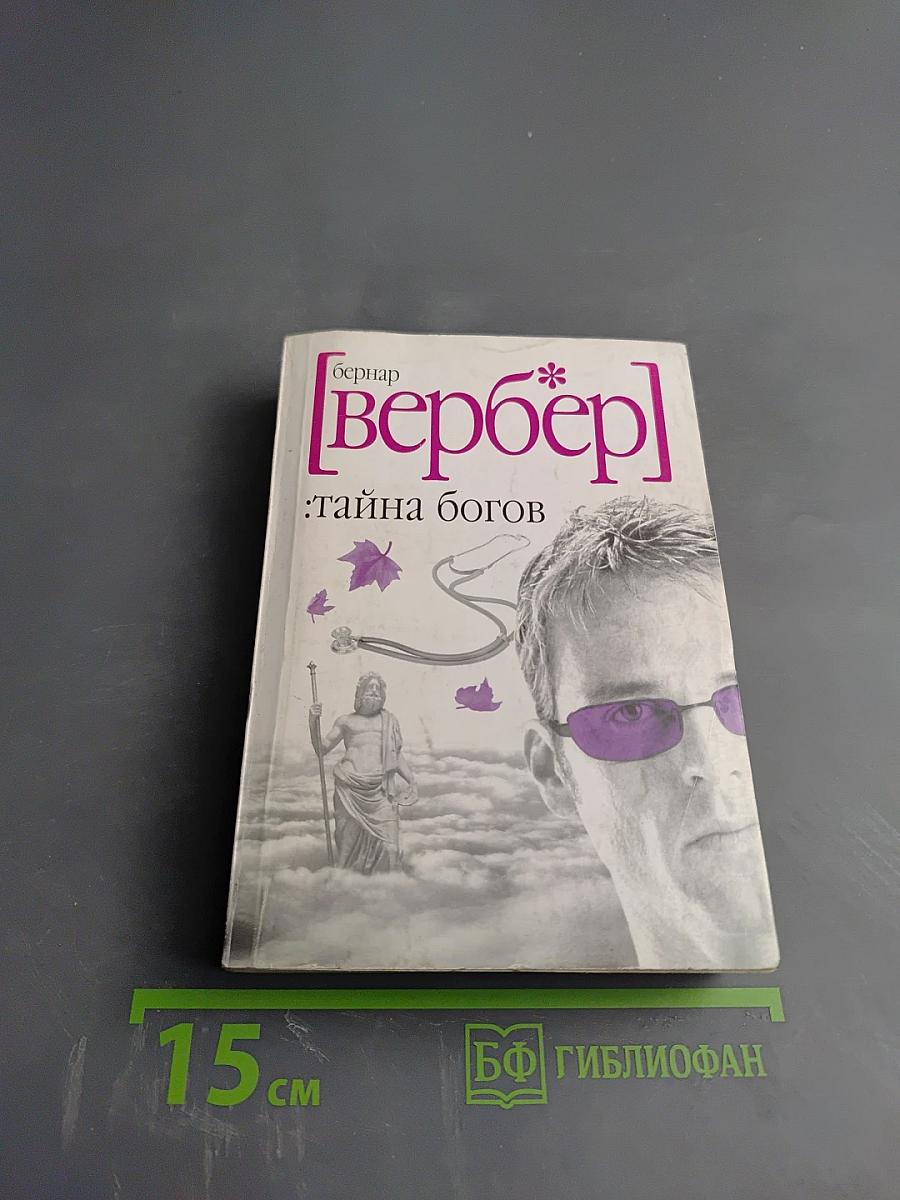 бернар
[вербер]
:тайна богов
15 см
БФ ГИБЛИОФАН